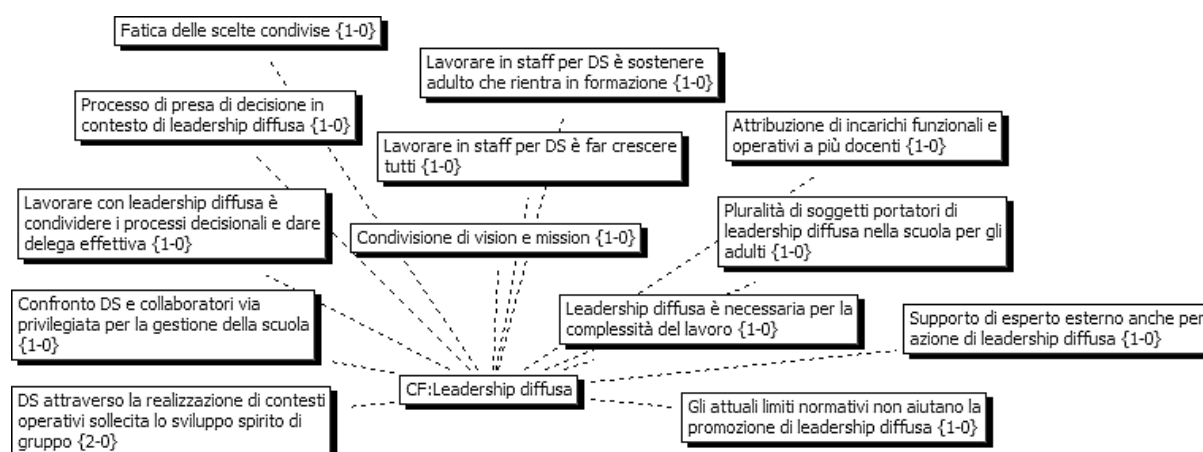 Fatica delle scelte condivise {1-0}
Lavorare in staff per DS è sostenere
adulto che rientra in formazione {1-0}
Processo di presa di decisione in
contesto di leadership diffusa {1-0}
Attribuzione di incarichi funzionali e
operativi a più docenti {1-0}
Lavorare in staff per DS è far crescere
tutti {1-0}
Lavorare con leadership diffusa è
condividere i processi decisionali e dare
delega effettiva {1-0}
Pluralità di soggetti portatori di
leadership diffusa nella scuola per gli
adulti {1-0}
Condivisione di vision e mission {1-0}
Confronto DS e collaboratori via
privilegiata per la gestione della scuola
{1-0}
Leadership diffusa è necessaria per la
complessità del lavoro {1-0}
Supporto di esperto esterno anche per
azione di leadership diffusa {1-0}
CF:Leadership diffusa
DS attraverso la realizzazione di contesti
operativi sollecita lo sviluppo spirito di
gruppo {2-0}
Gli attuali limiti normativi non aiutano la
promozione di leadership diffusa {1-0}